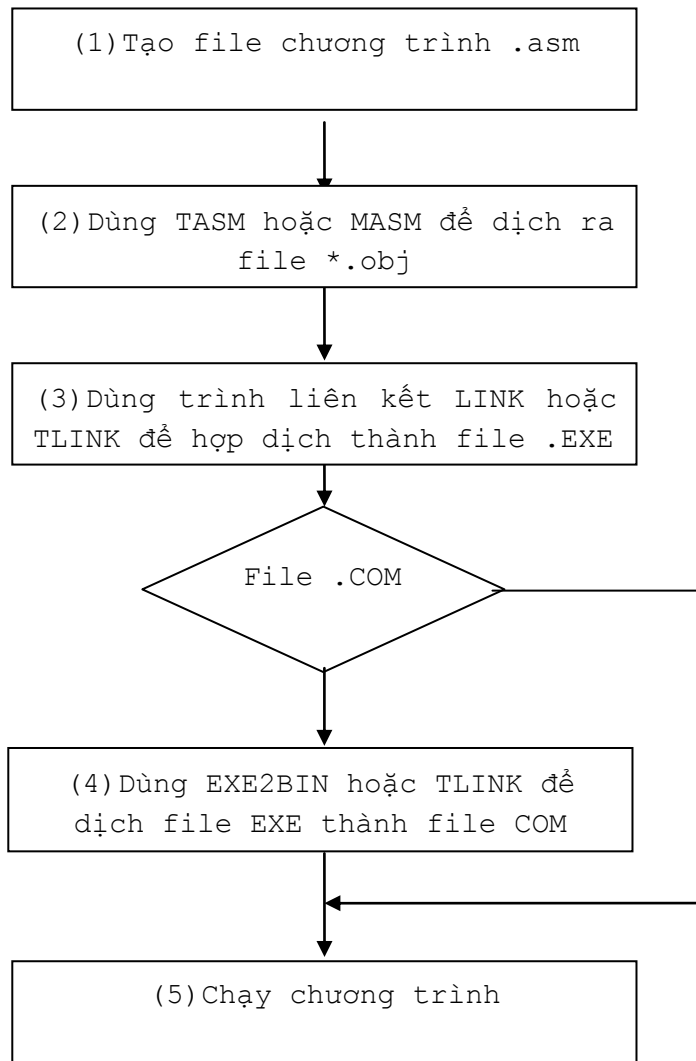 (1)Tạo file chương trình .asm
(2)Dùng TASM hoặc MASM để dịch ra
file *.obj
(3)Dùng trình liên kết LINK hoặc
TLINK để hợp dịch thành file .EXE
File .COM
(4)Dùng EXE2BIN hoặc TLINK để
dịch file EXE thành file COM
(5)Chạy chương trình